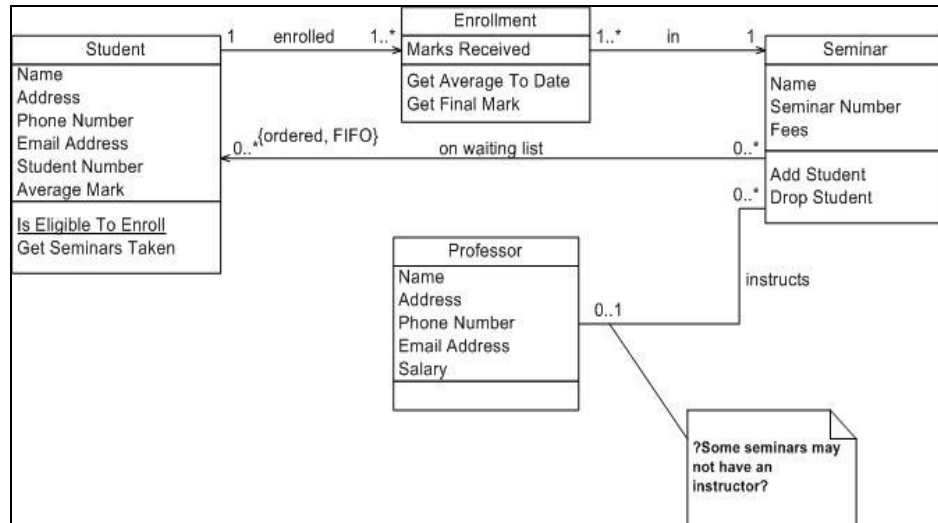 Enrollment
Marks Received
Get Average To Date
Get Final Mark
Student
Name
Address
Phone Number
Email Address
Student Number
Average Mark
Is Eligible To Enroll
Get Seminars Taken
1 enrolled 1..*
1..* in 1
Seminar
Name
Seminar Number
Fees
Add Student
Drop Student
{ordered, FIFO}
0..* on waiting list 0..*
0..*
instructs
0..1
Professor
Name
Address
Phone Number
Email Address
Salary
?Some seminars may
not have an
instructor?